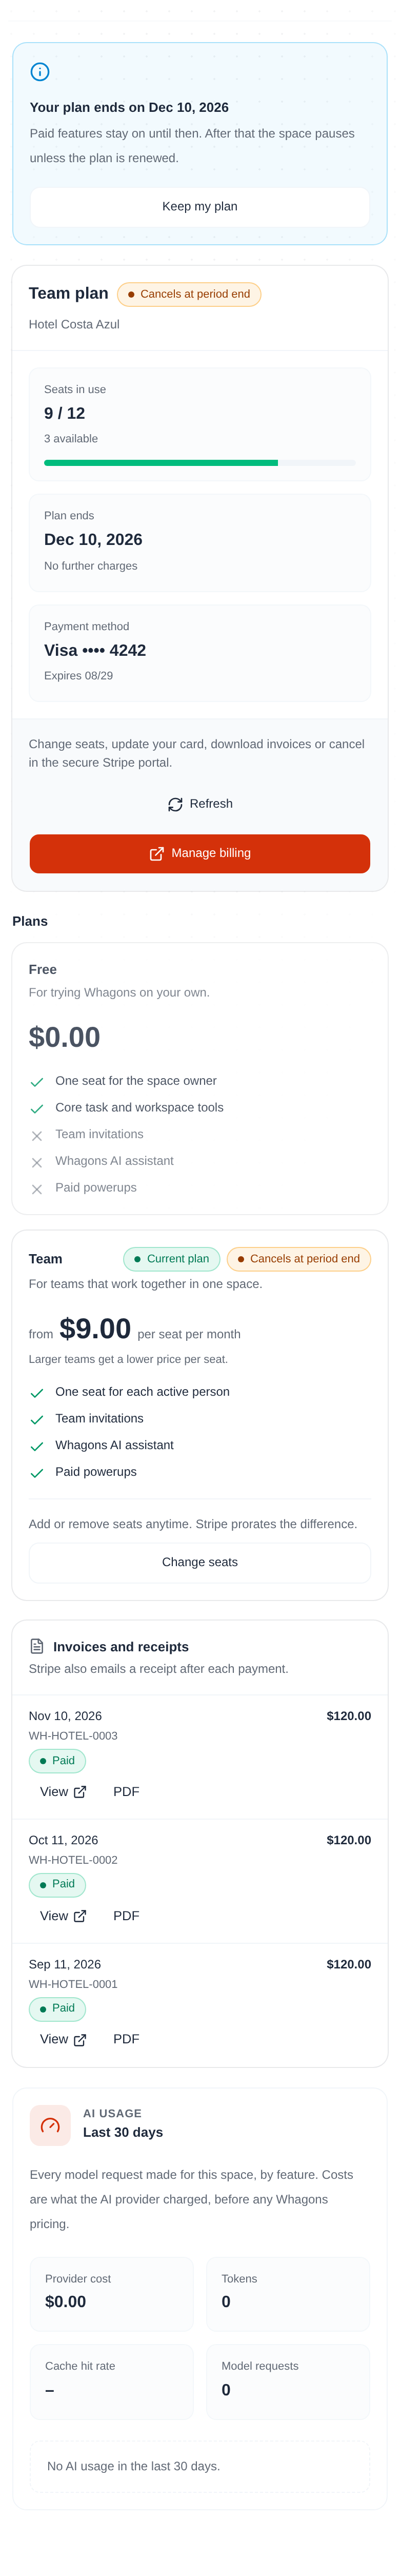 Your plan ends on Dec 10, 2026
Paid features stay on until then. After that the space pauses
unless the plan is renewed.
Keep my plan
Team plan
Cancels at period end
Hotel Costa Azul
Seats in use
9 / 12
3 available
Plan ends
Dec 10, 2026
No further charges
Payment method
Visa •••• 4242
Expires 08/29
Change seats, update your card, download invoices or cancel
in the secure Stripe portal.
Refresh
Manage billing
Plans
Free
For trying Whagons on your own.
$0.00
One seat for the space owner
Core task and workspace tools
Team invitations
Whagons AI assistant
Paid powerups
Team
Current plan
Cancels at period end
For teams that work together in one space.
from $9.00 per seat per month
Larger teams get a lower price per seat.
One seat for each active person
Team invitations
Whagons AI assistant
Paid powerups
Add or remove seats anytime. Stripe prorates the difference.
Change seats
Invoices and receipts
Stripe also emails a receipt after each payment.
Nov 10, 2026 $120.00
WH-HOTEL-0003
Paid
View PDF
Oct 11, 2026 $120.00
WH-HOTEL-0002
Paid
View PDF
Sep 11, 2026 $120.00
WH-HOTEL-0001
Paid
View PDF
AI USAGE
Last 30 days
Every model request made for this space, by feature. Costs
are what the AI provider charged, before any Whagons
pricing.
Provider cost
$0.00
Tokens
0
Cache hit rate
–
Model requests
0
No AI usage in the last 30 days.